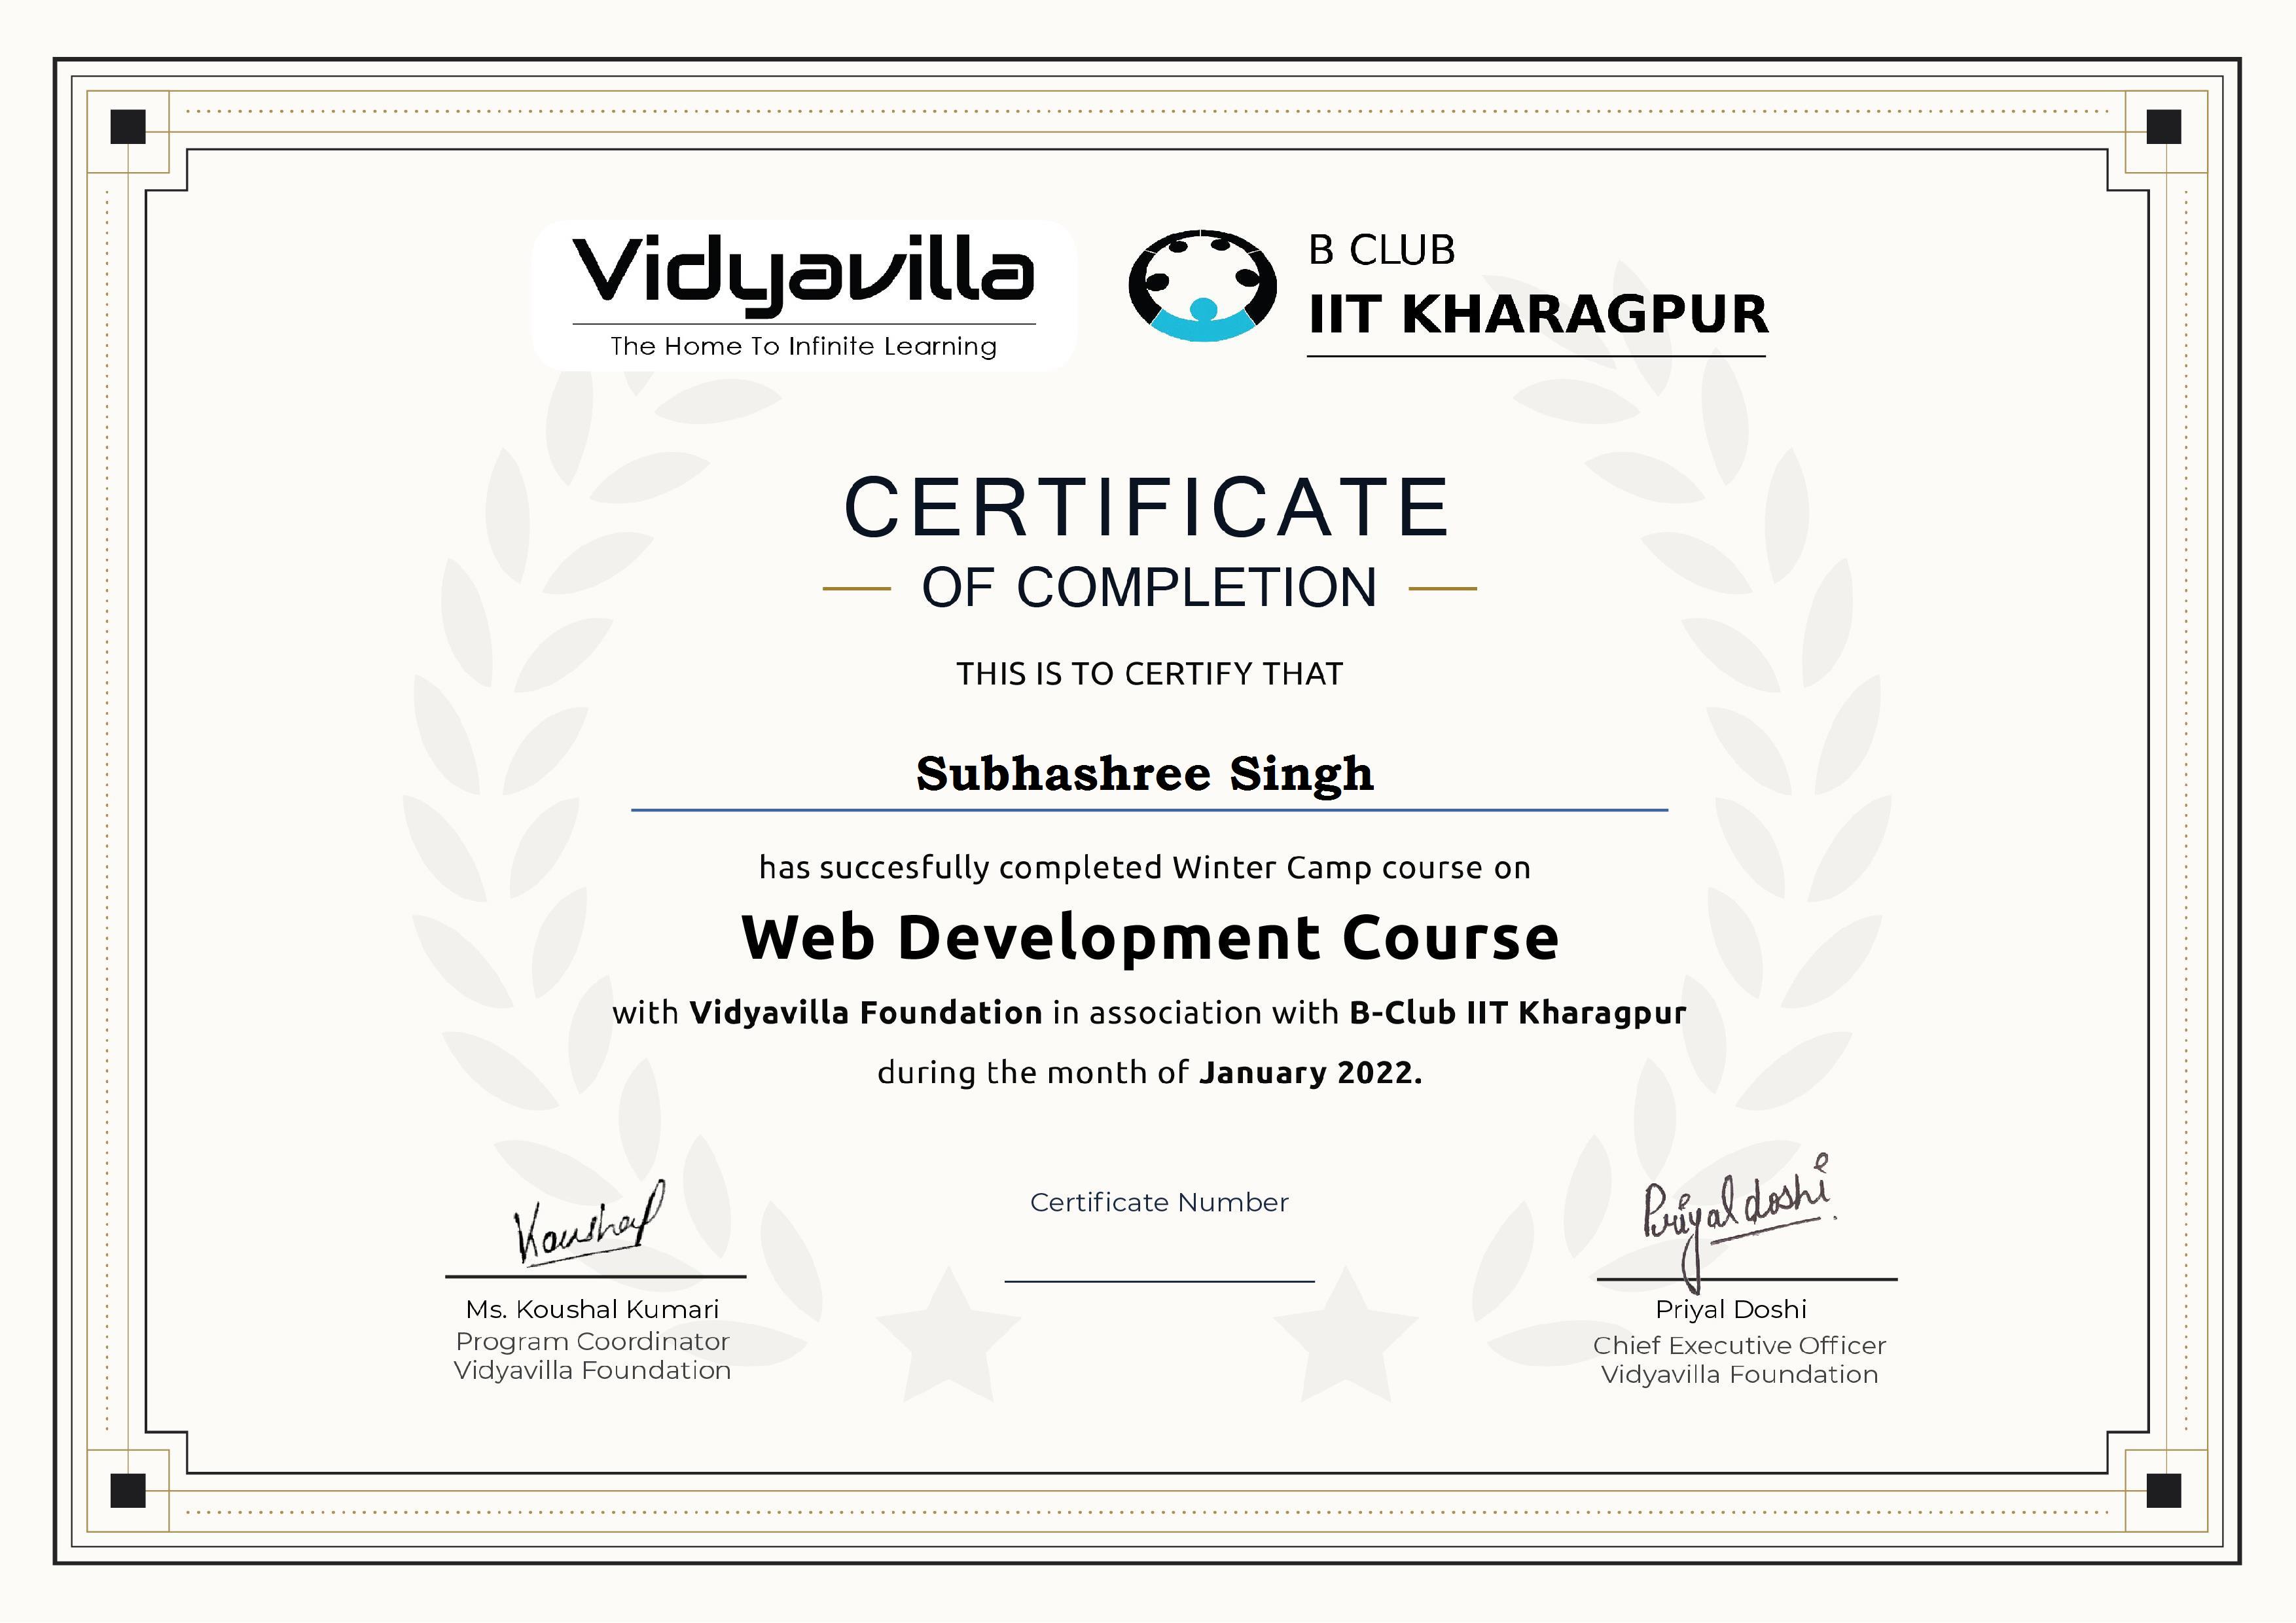 Vidyavilla
The Home To Infinite Learning
B CLUB
IIT KHARAGPUR
CERTIFICATE
OF COMPLETION
THIS IS TO CERTIFY THAT
Subhashree Singh
has succesfully completed Winter Camp course on
Web Development Course
with Vidyavilla Foundation in association with B-Club IIT Kharagpur
during the month of January 2022.
Koushal
Ms. Koushal Kumari
Program Coordinator
Vidyavilla Foundation
Certificate Number
Priyal doshi
Priyal Doshi
Chief Executive Officer
Vidyavilla Foundation